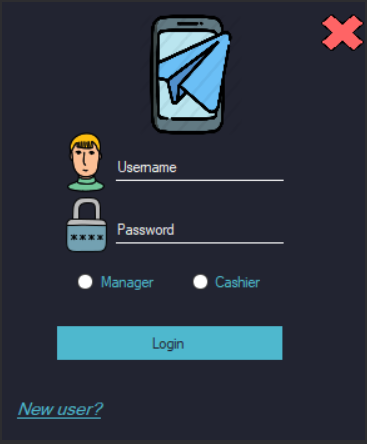 Username
****
Password
Manager Cashier
Login
New user?